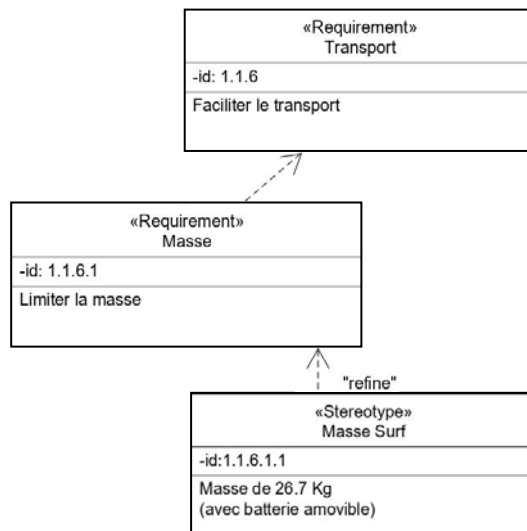 «Requirement»
Transport
-id: 1.1.6
Faciliter le transport
«Requirement»
Masse
-id: 1.1.6.1
Limiter la masse
"refine"
«Stereotype»
Masse Surf
-id:1.1.6.1.1
Masse de 26.7 Kg
(avec batterie amovible)